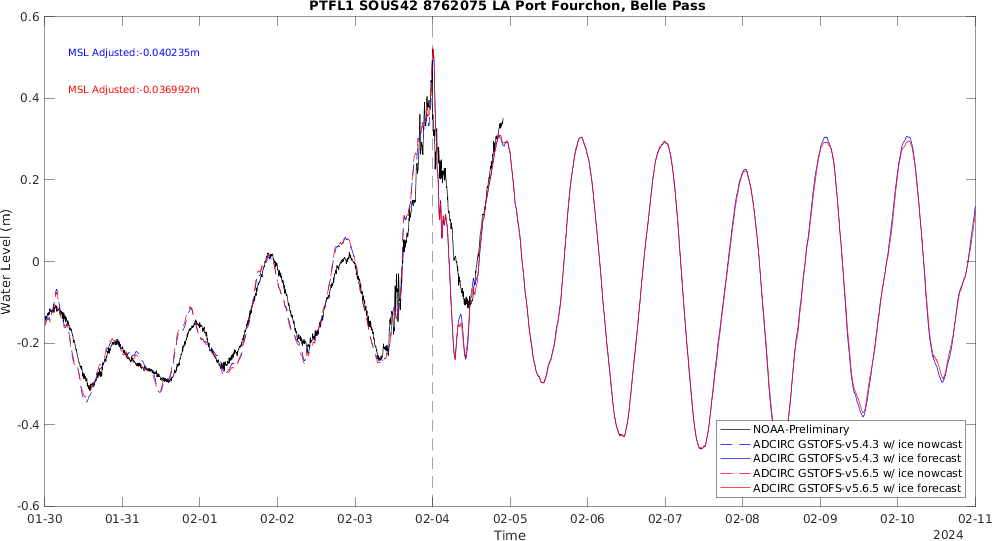 PTFL1 SOUS42 8762075 LA Port Fourchon, Belle Pass
0.6
0.4
0.2
0
-0.2
-0.4
-0.6
Water Level (m)
MSL Adjusted:-0.040235m
MSL Adjusted:-0.036992m
NOAA-Preliminary
ADCIRC GSTOFS-v5.4.3 w/ ice nowcast
ADCIRC GSTOFS-v5.4.3 w/ ice forecast
ADCIRC GSTOFS-v5.6.5 w/ ice nowcast
ADCIRC GSTOFS-v5.6.5 w/ ice forecast
01-30 01-31 02-01 02-02 02-03 02-04 02-05 02-06 02-07 02-08 02-09 02-10 02-11
Time
2024